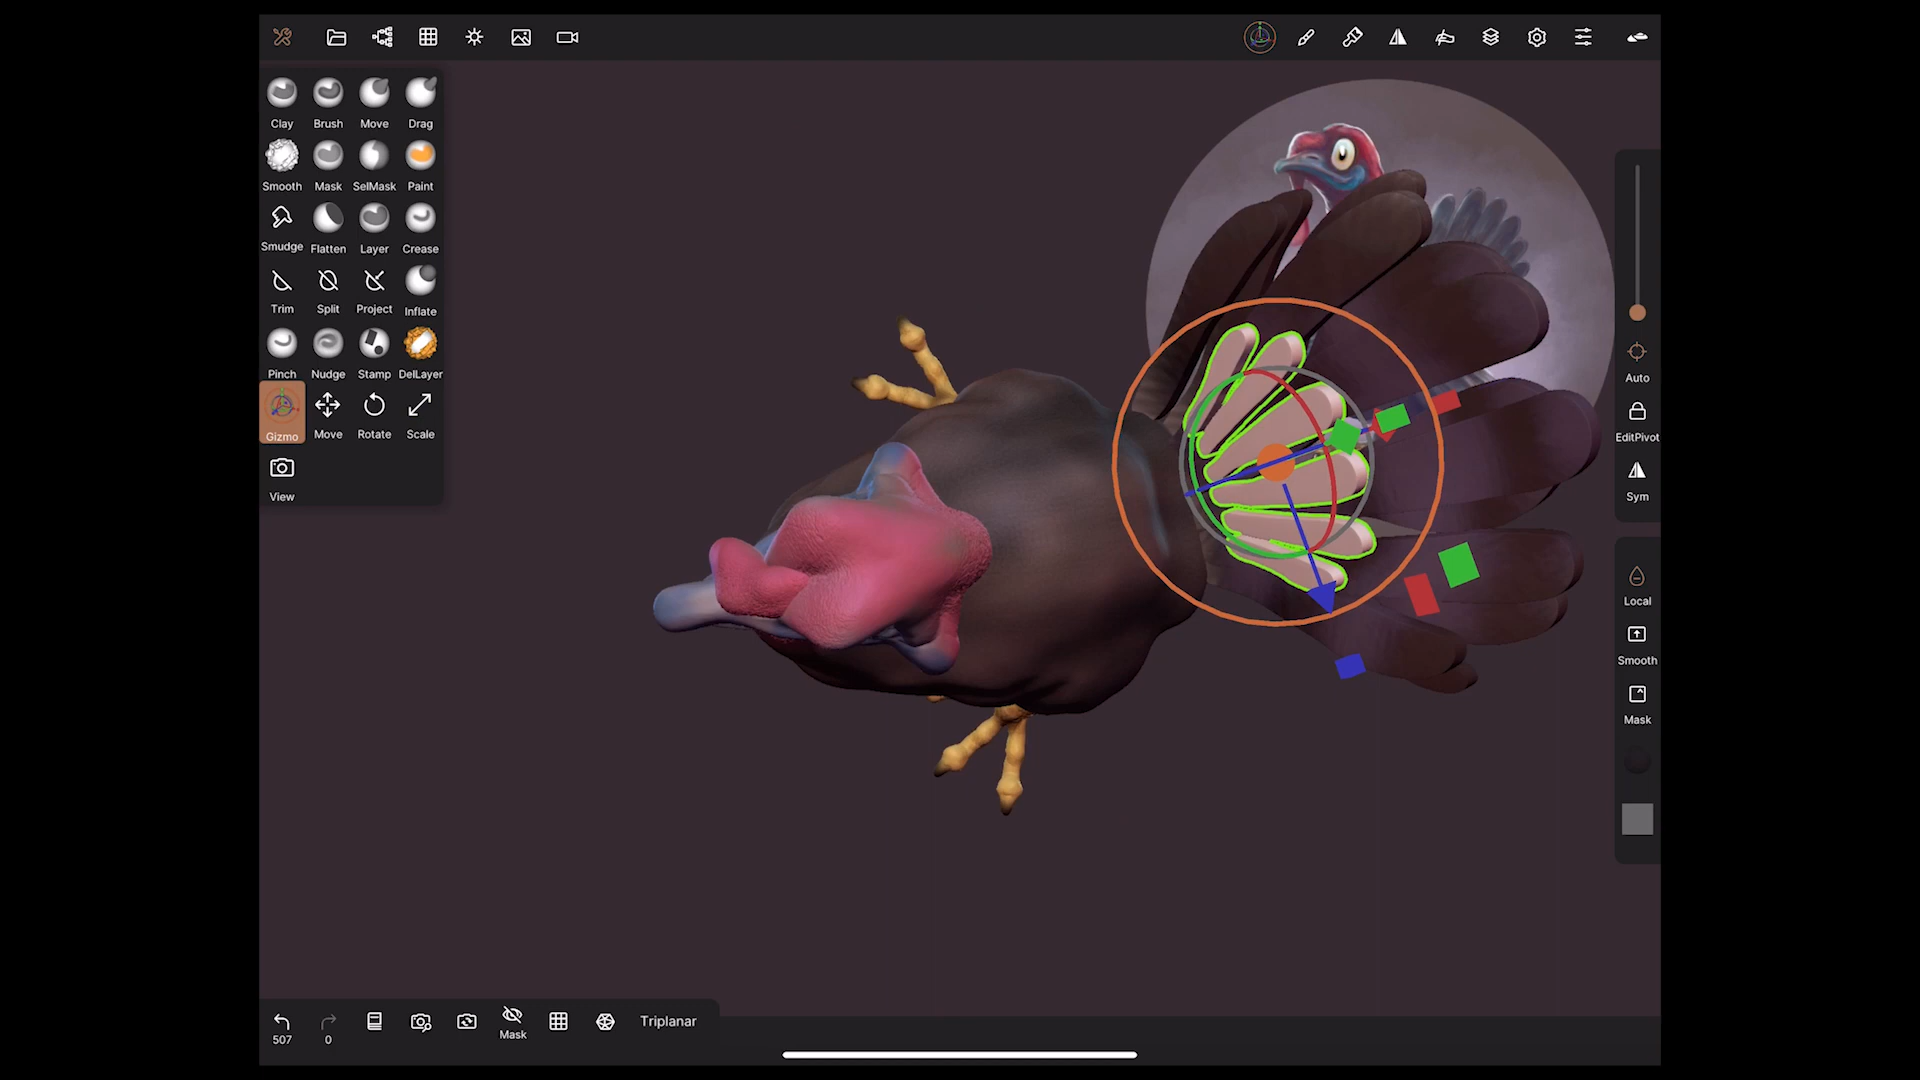 Clay Brush Move Drag
Smooth Mask SelMask Paint
Smudge Flatten Layer Crease
Trim Split Project Inflate
Pinch Nudge Stamp DelLayer
Gizmo Move Rotate Scale
View
Auto
EditPivot
Sym
Local
Smooth
Mask
507 0 Mask Triplanar